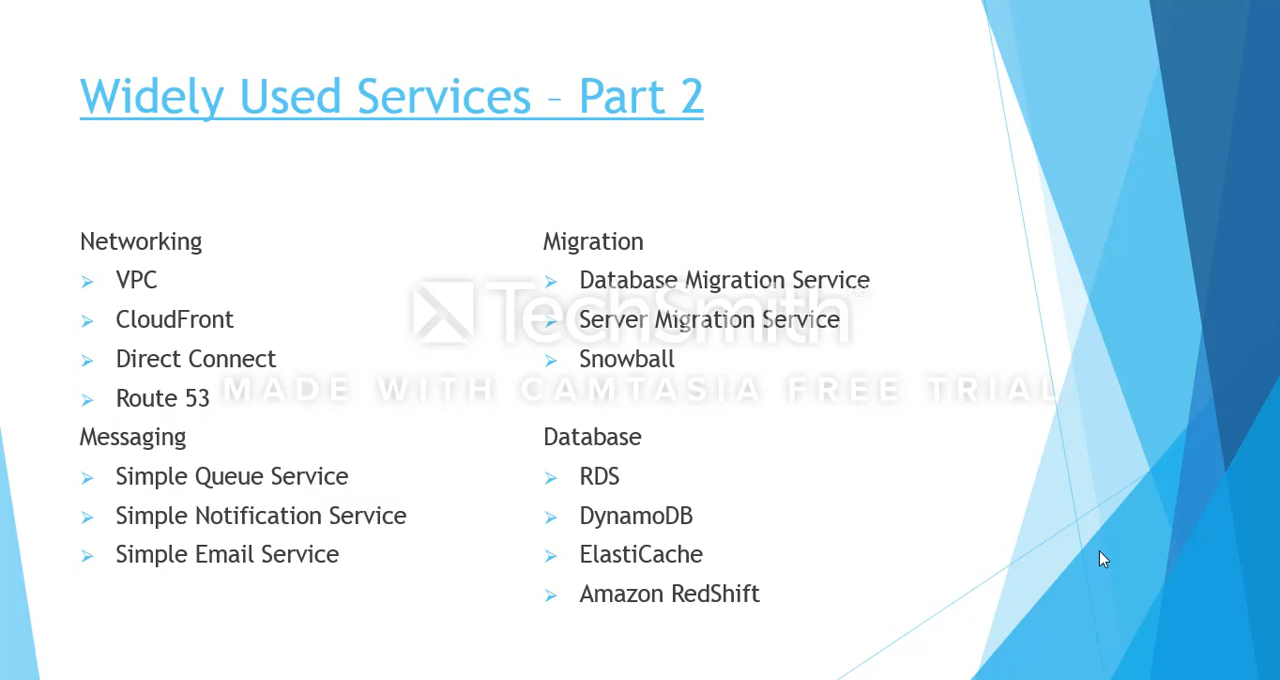 Widely Used Services – Part 2
Networking
VPC
CloudFront
Direct Connect
Route 53
Messaging
Simple Queue Service
Simple Notification Service
Simple Email Service
Migration
Database Migration Service
Server Migration Service
Snowball
Database
RDS
DynamoDB
ElastiCache
Amazon RedShift
TechSmith®
MADE WITH CAMTASIA FREE TRIAL